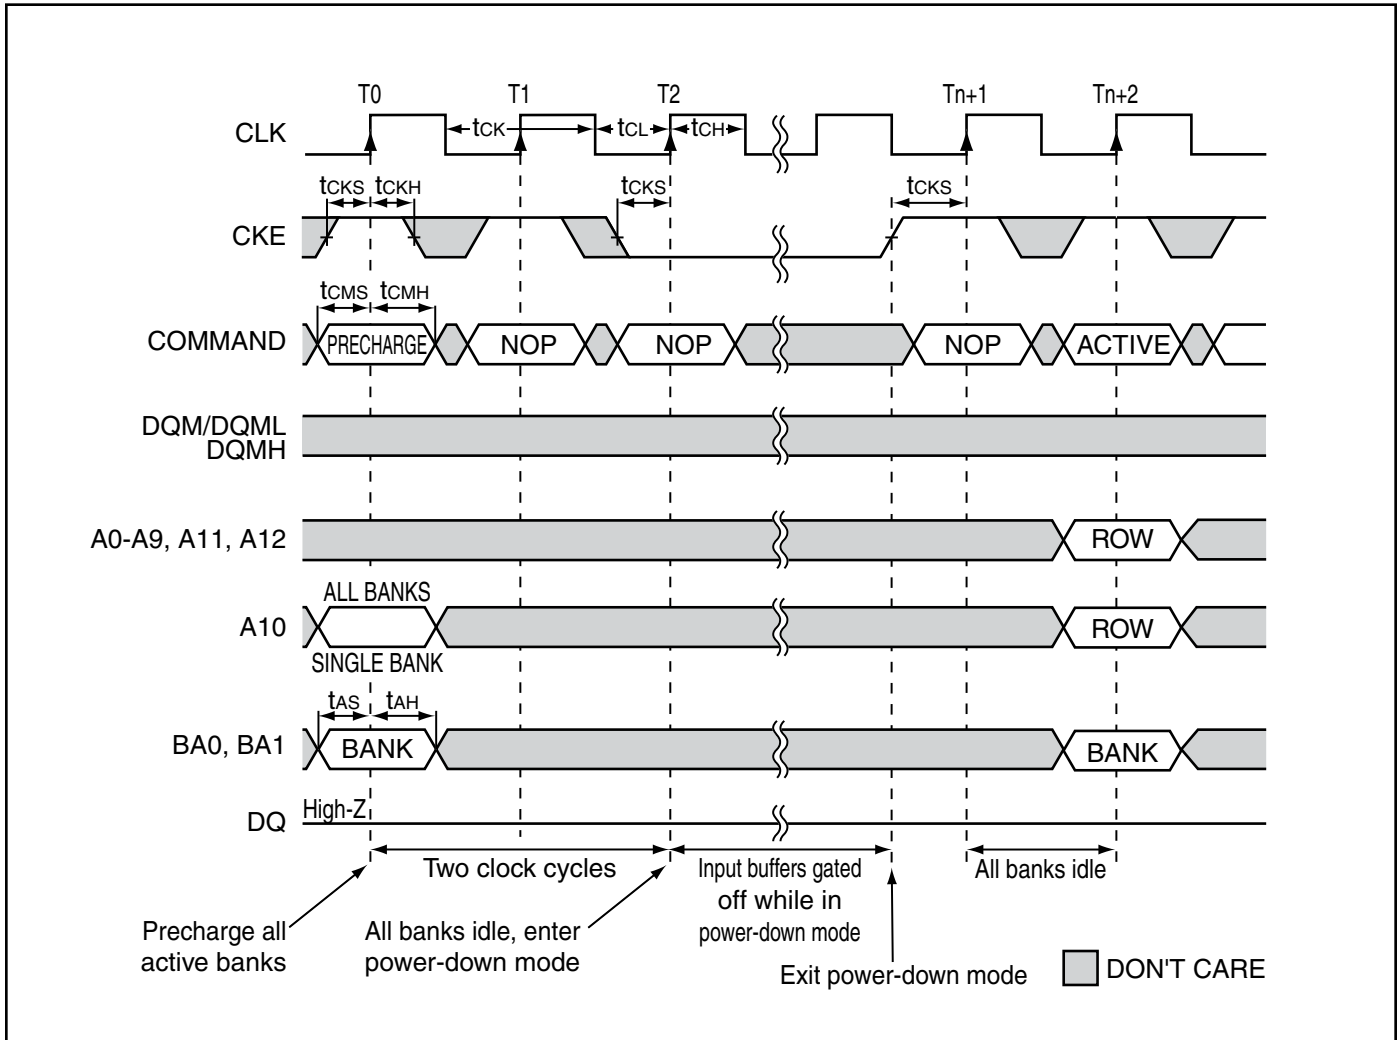 T0 T1 T2 Tn+1 Tn+2
CLK tCK tCL tCH
tCKS tCKH tCKS tCKS
CKE
tCMS tCMH
COMMAND PRECHARGE NOP NOP NOP ACTIVE
DQM/DQML
DQMH
A0-A9, A11, A12 ROW
ALL BANKS
A10 ROW
SINGLE BANK
tAS tAH
BA0, BA1 BANK BANK
High-Z
DQ
Two clock cycles Input buffers gated All banks idle
off while in
power-down mode
Precharge all All banks idle, enter
active banks power-down mode
Exit power-down mode DON'T CARE